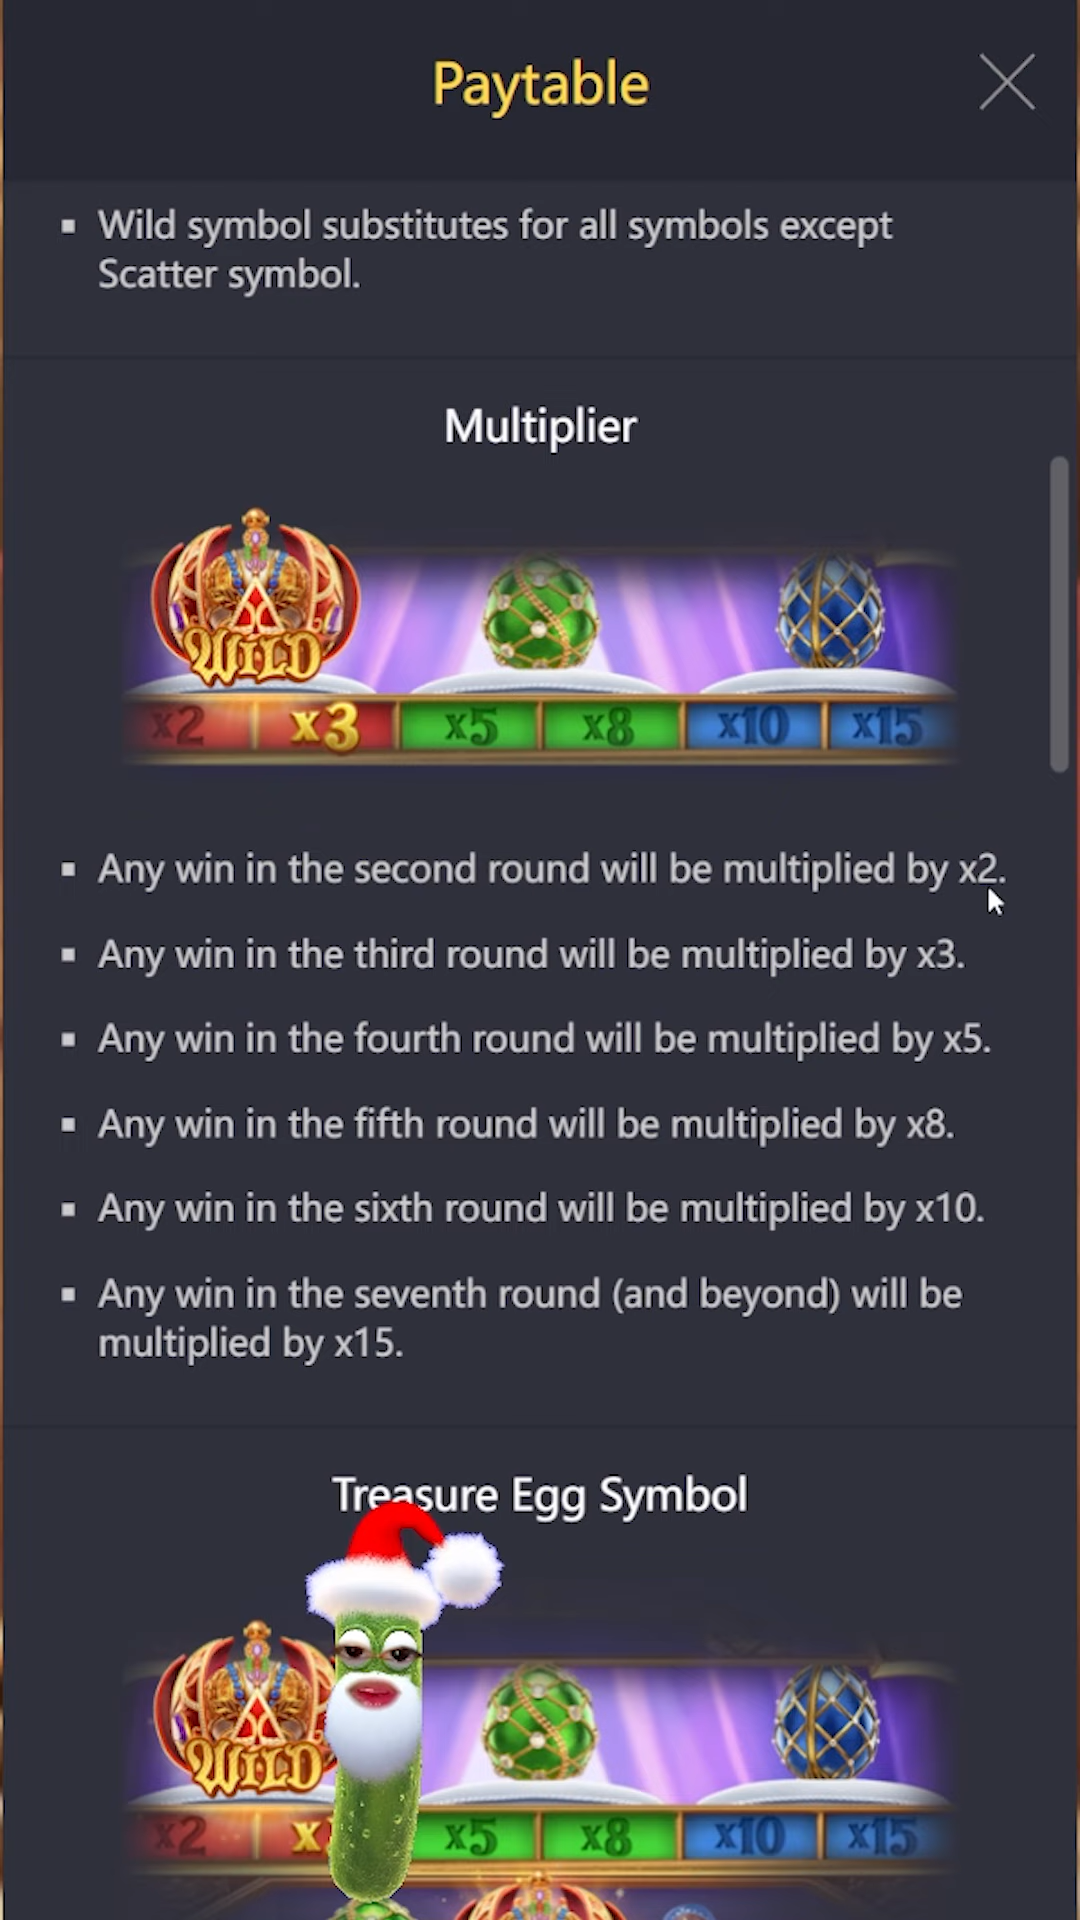 Paytable
▪ Wild symbol substitutes for all symbols except
Scatter symbol.
Multiplier
WILD
x2 x3 x5 x8 x10 x15
▪ Any win in the second round will be multiplied by x2.
▪ Any win in the third round will be multiplied by x3.
▪ Any win in the fourth round will be multiplied by x5.
▪ Any win in the fifth round will be multiplied by x8.
▪ Any win in the sixth round will be multiplied by x10.
▪ Any win in the seventh round (and beyond) will be
multiplied by x15.
Treasure Egg Symbol
WILD
x2 x5 x8 x10 x15